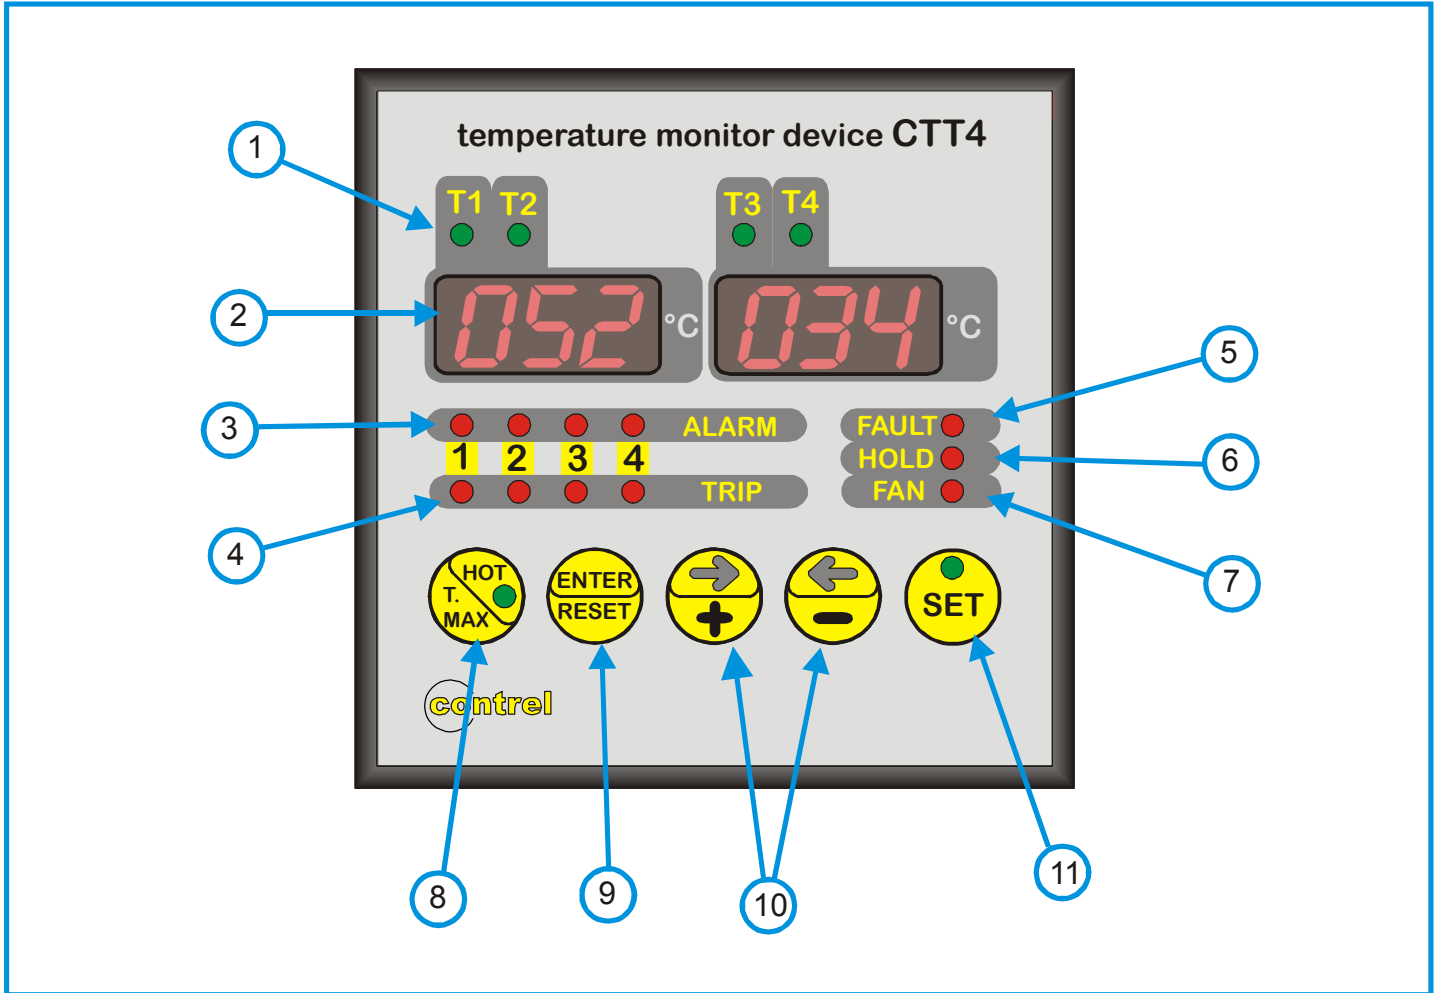 temperature monitor device CTT4
1
T1 T2 T3 T4
2
052 °C 034 °C
5
3
ALARM FAULT
1 2 3 4 HOLD
6
TRIP FAN
4
7
HOT
T.
MAX
ENTER
RESET
+
-
SET
contrel
8
9
10
11